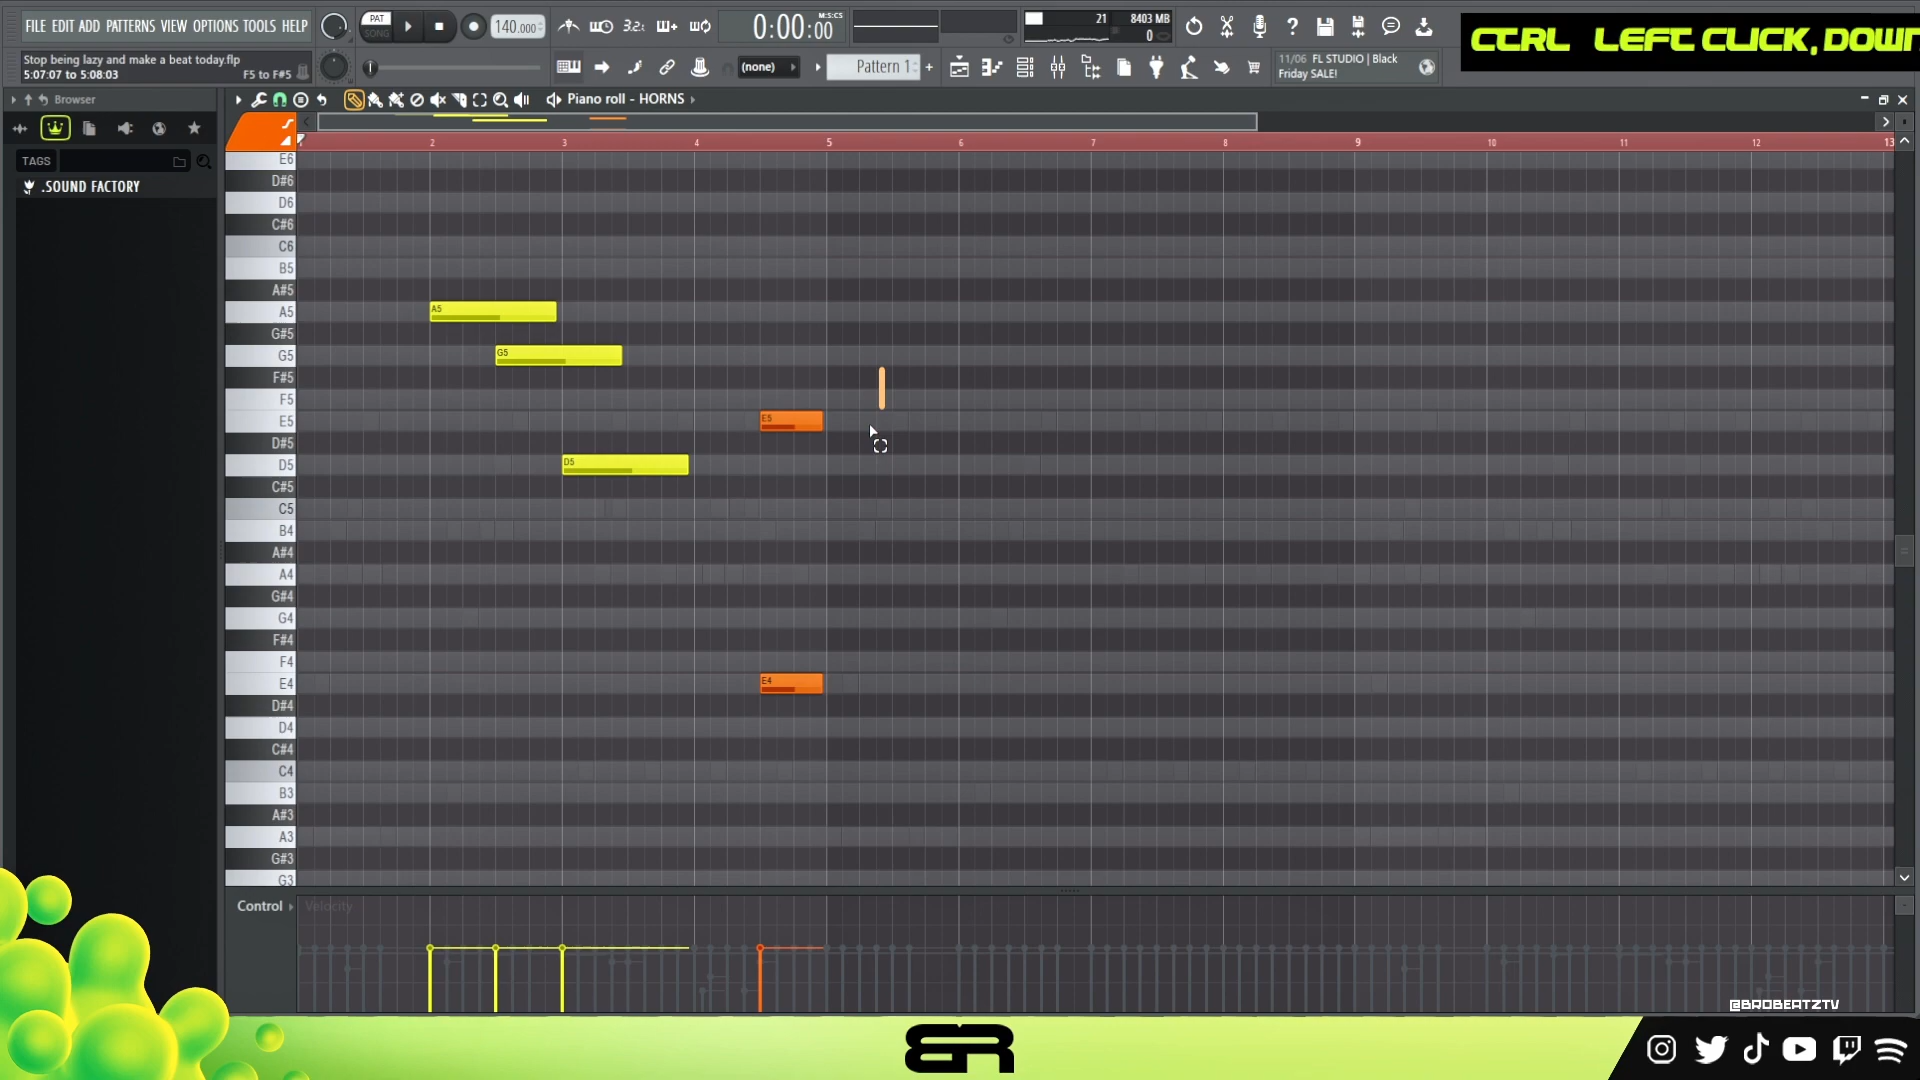 FILE EDIT ADD PATTERNS VIEW OPTIONS TOOLS HELP
PAT
SONG
140.000
3.2:
0:00:00
M:S:CS
21
8403 MB
0
CTRL LEFT CLICK, DOWN
Stop being lazy and make a beat today.flp
5:07:07 to 5:08:03
F5 to F#5
(none)
Pattern 1
11/06 FL STUDIO | Black
Friday SALE!
Browser
Piano roll - HORNS
TAGS
.SOUND FACTORY
2
3
4
5
6
7
8
9
10
11
12
13
E6
D#6
D6
C#6
C6
B5
A#5
A5
G#5
G5
F#5
F5
E5
D#5
D5
C#5
C5
B4
A#4
A4
G#4
G4
F#4
F4
E4
D#4
D4
C#4
C4
B3
A#3
A3
G#3
G3
A5
G5
E5
D5
E4
Control
Velocity
@BROBEATZTV
BR